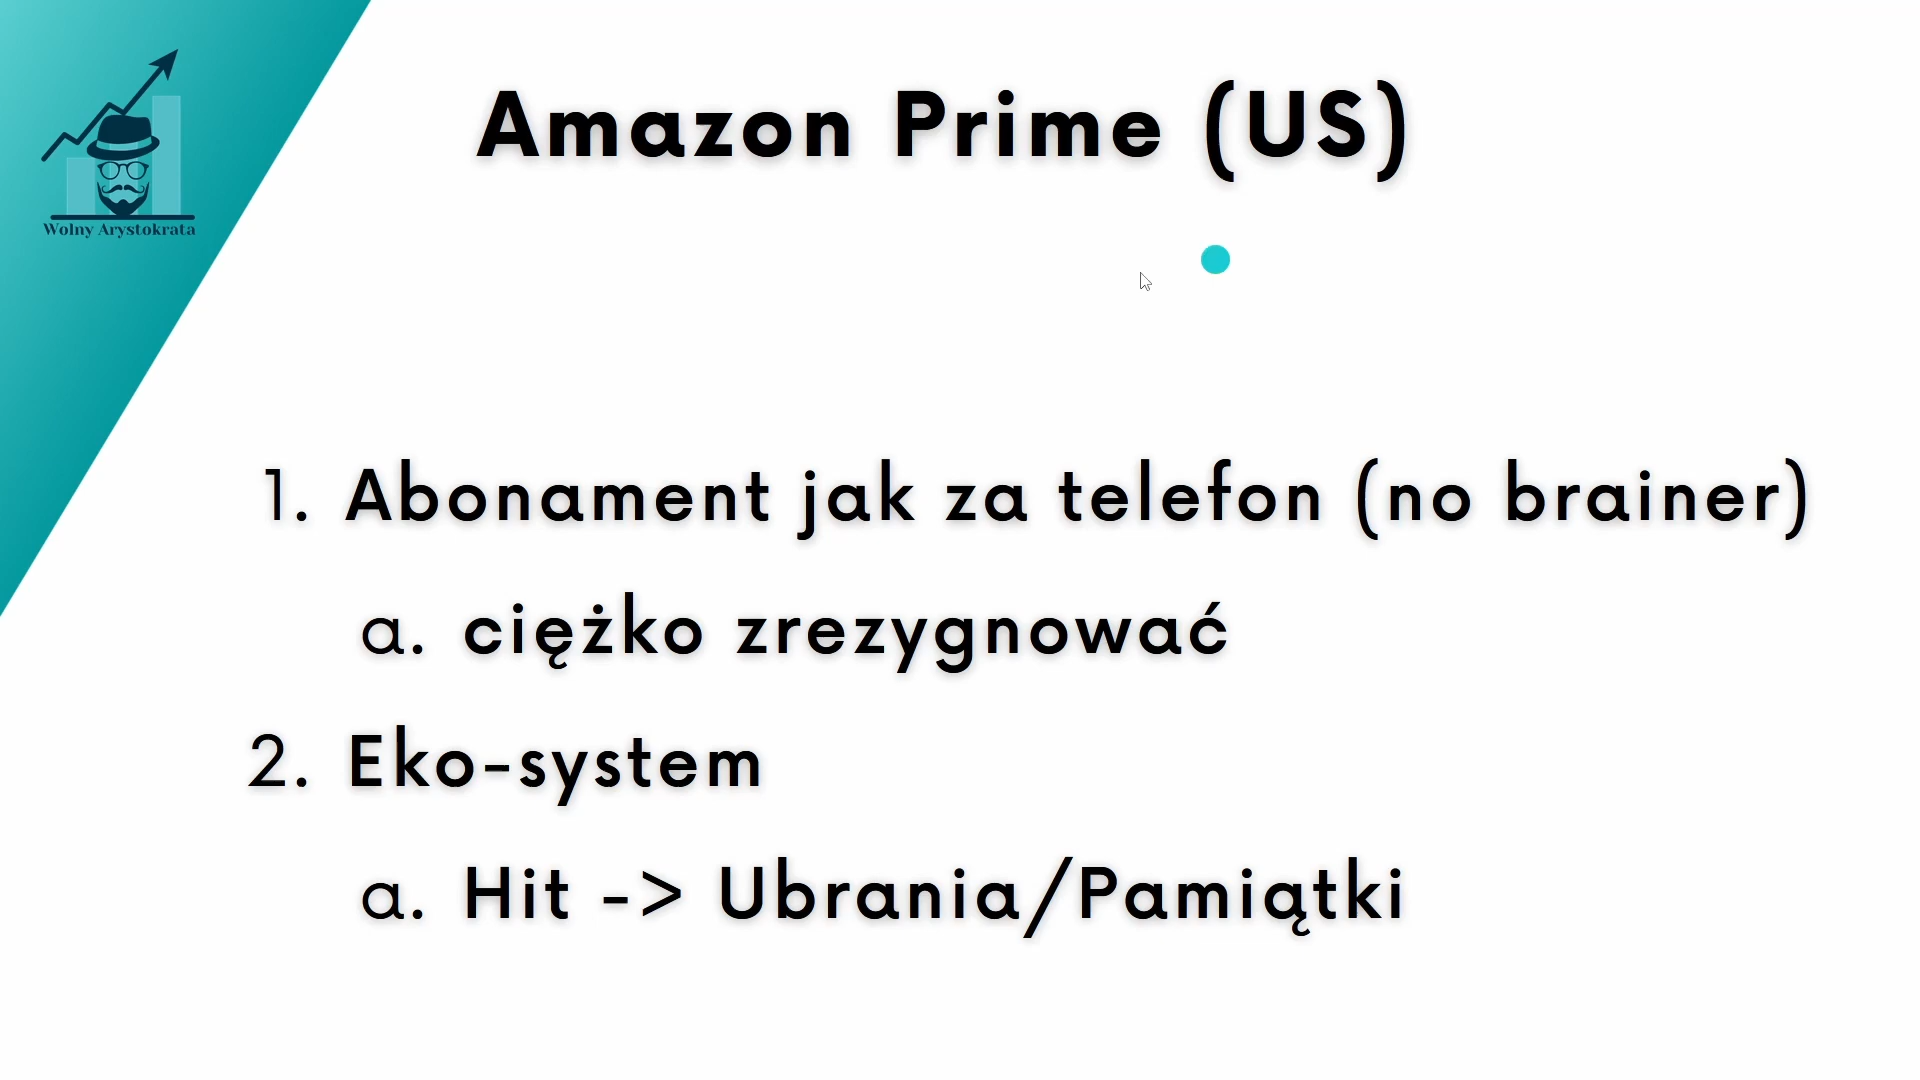 Wolny Arystokrata
Amazon Prime (US)
1. Abonament jak za telefon (no brainer)
a. ciężko zrezygnować
2. Eko-system
a. Hit -> Ubrania/Pamiątki